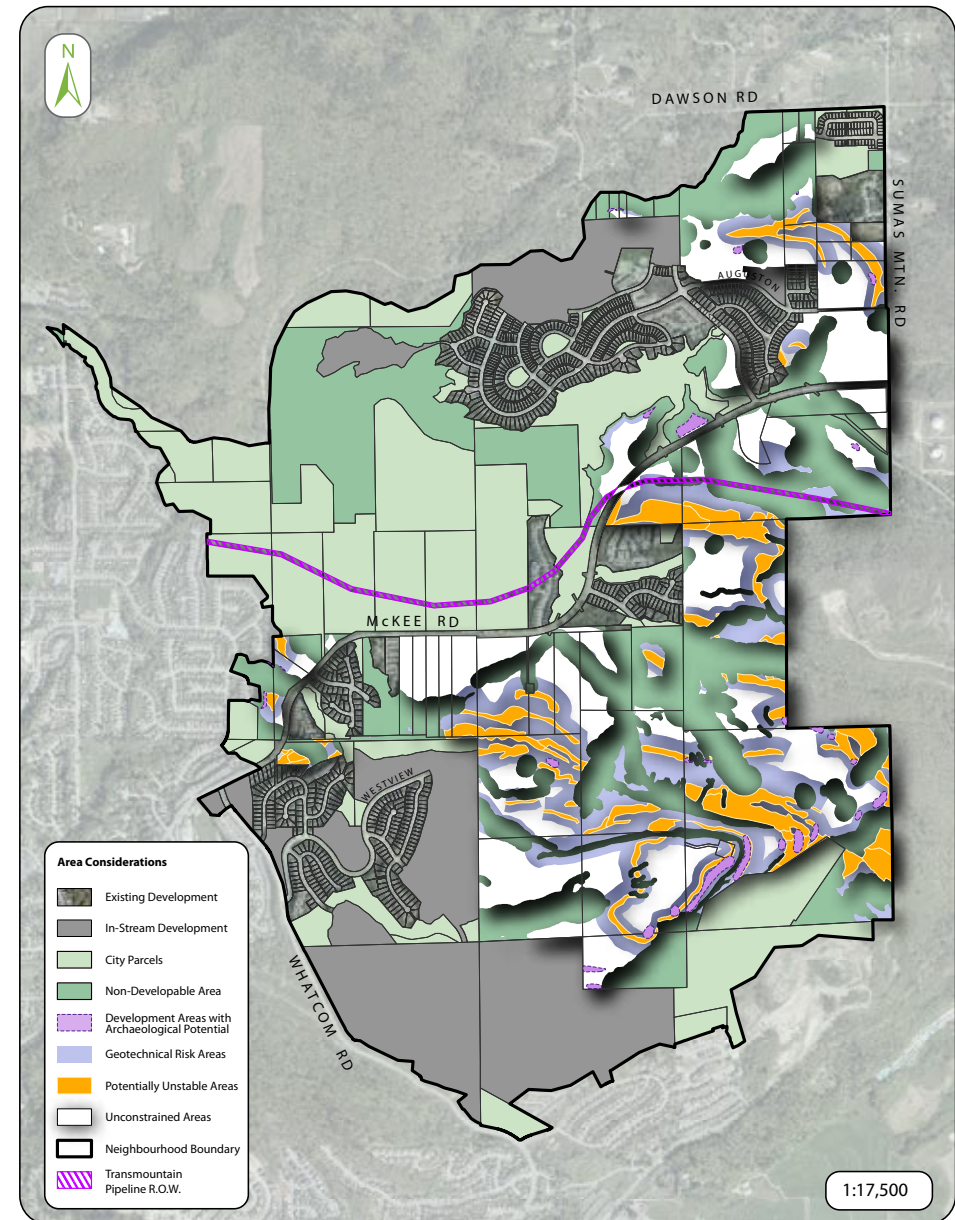 N
DAWSON RD
SUMAS MTN. RD
AUGUSTON
McKEE RD
WESTVIEW
WHATCOM RD
Area Considerations
Existing Development
In-Stream Development
City Parcels
Non-Developable Area
Development Areas with
Archaeological Potential
Geotechnical Risk Areas
Potentially Unstable Areas
Unconstrained Areas
Neighbourhood Boundary
Transmountain
Pipeline R.O.W.
1:17,500